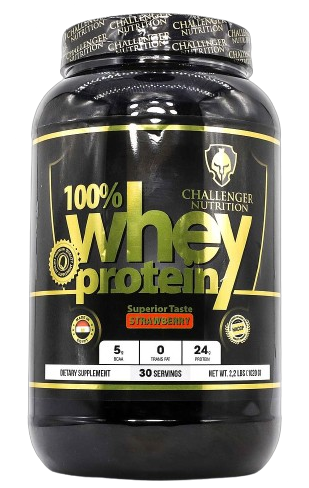 CHALLENGER
NUTRITION
CHALLENGER
NUTRITION
100%
whey
protein
Superior Taste
STRAWBERRY
5g
BCAA
0
TRANS FAT
24g
PROTEIN
DIETARY SUPPLEMENT
30 SERVINGS
NET WT. 2,2 LBS (1020 G)